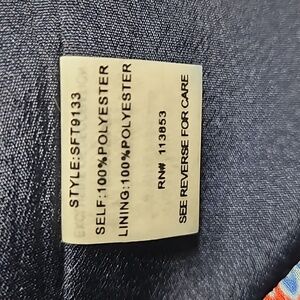 STYLE:SFT9133
SELF:100%POLYESTER
LINING:100%POLYESTER
RN# 113853
SEE REVERSE FOR CARE